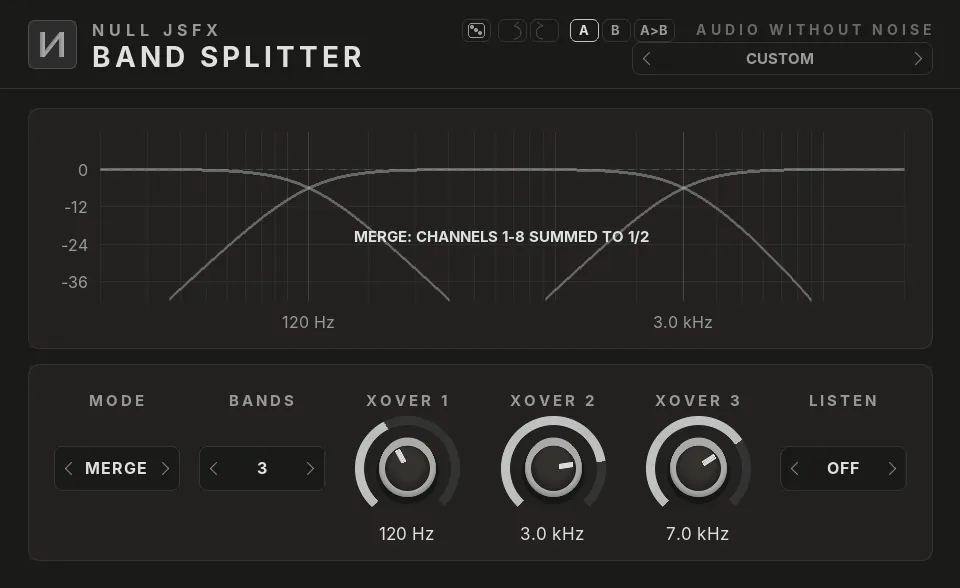 NULL JSFX
BAND SPLITTER
A B A>B
AUDIO WITHOUT NOISE
CUSTOM
0
-12
-24
-36
MERGE: CHANNELS 1-8 SUMMED TO 1/2
120 Hz 3.0 kHz
MODE BANDS XOVER 1 XOVER 2 XOVER 3 LISTEN
MERGE 3 OFF
120 Hz 3.0 kHz 7.0 kHz